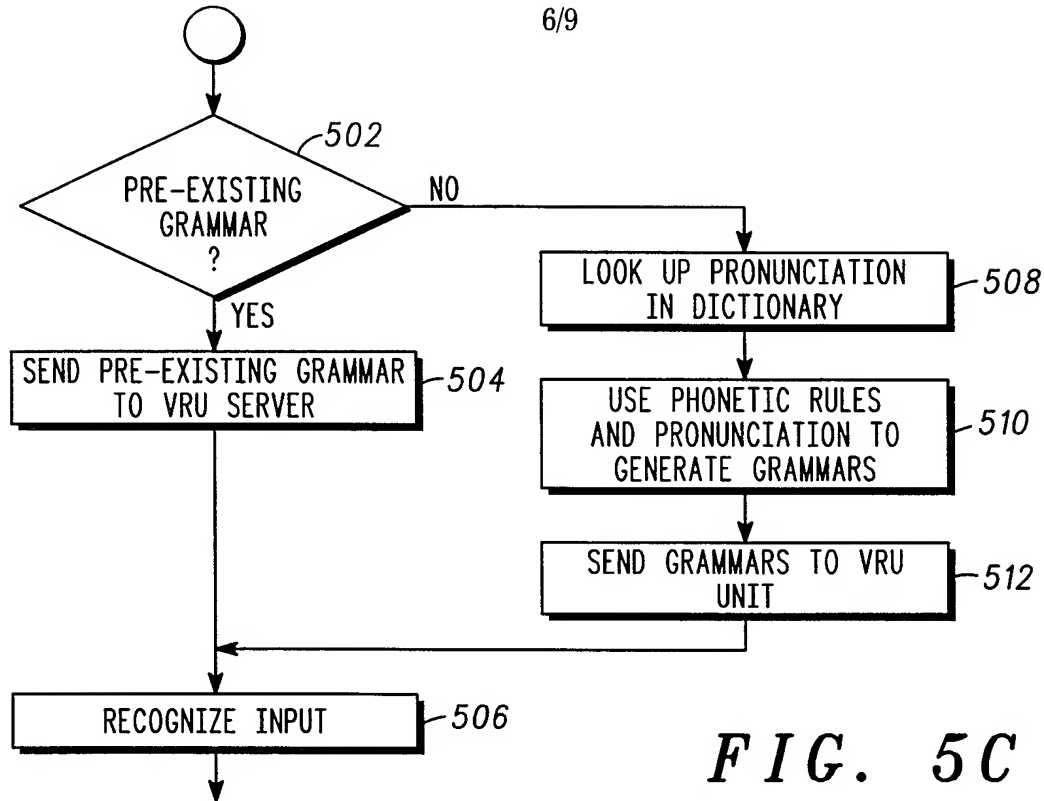 6/9
502
PRE-EXISTING
GRAMMAR
?
NO
YES
LOOK UP PRONUNCIATION
IN DICTIONARY
508
SEND PRE-EXISTING GRAMMAR
TO VRU SERVER
504
USE PHONETIC RULES
AND PRONUNCIATION TO
GENERATE GRAMMARS
510
SEND GRAMMARS TO VRU
UNIT
512
RECOGNIZE INPUT
506
FIG. 5C